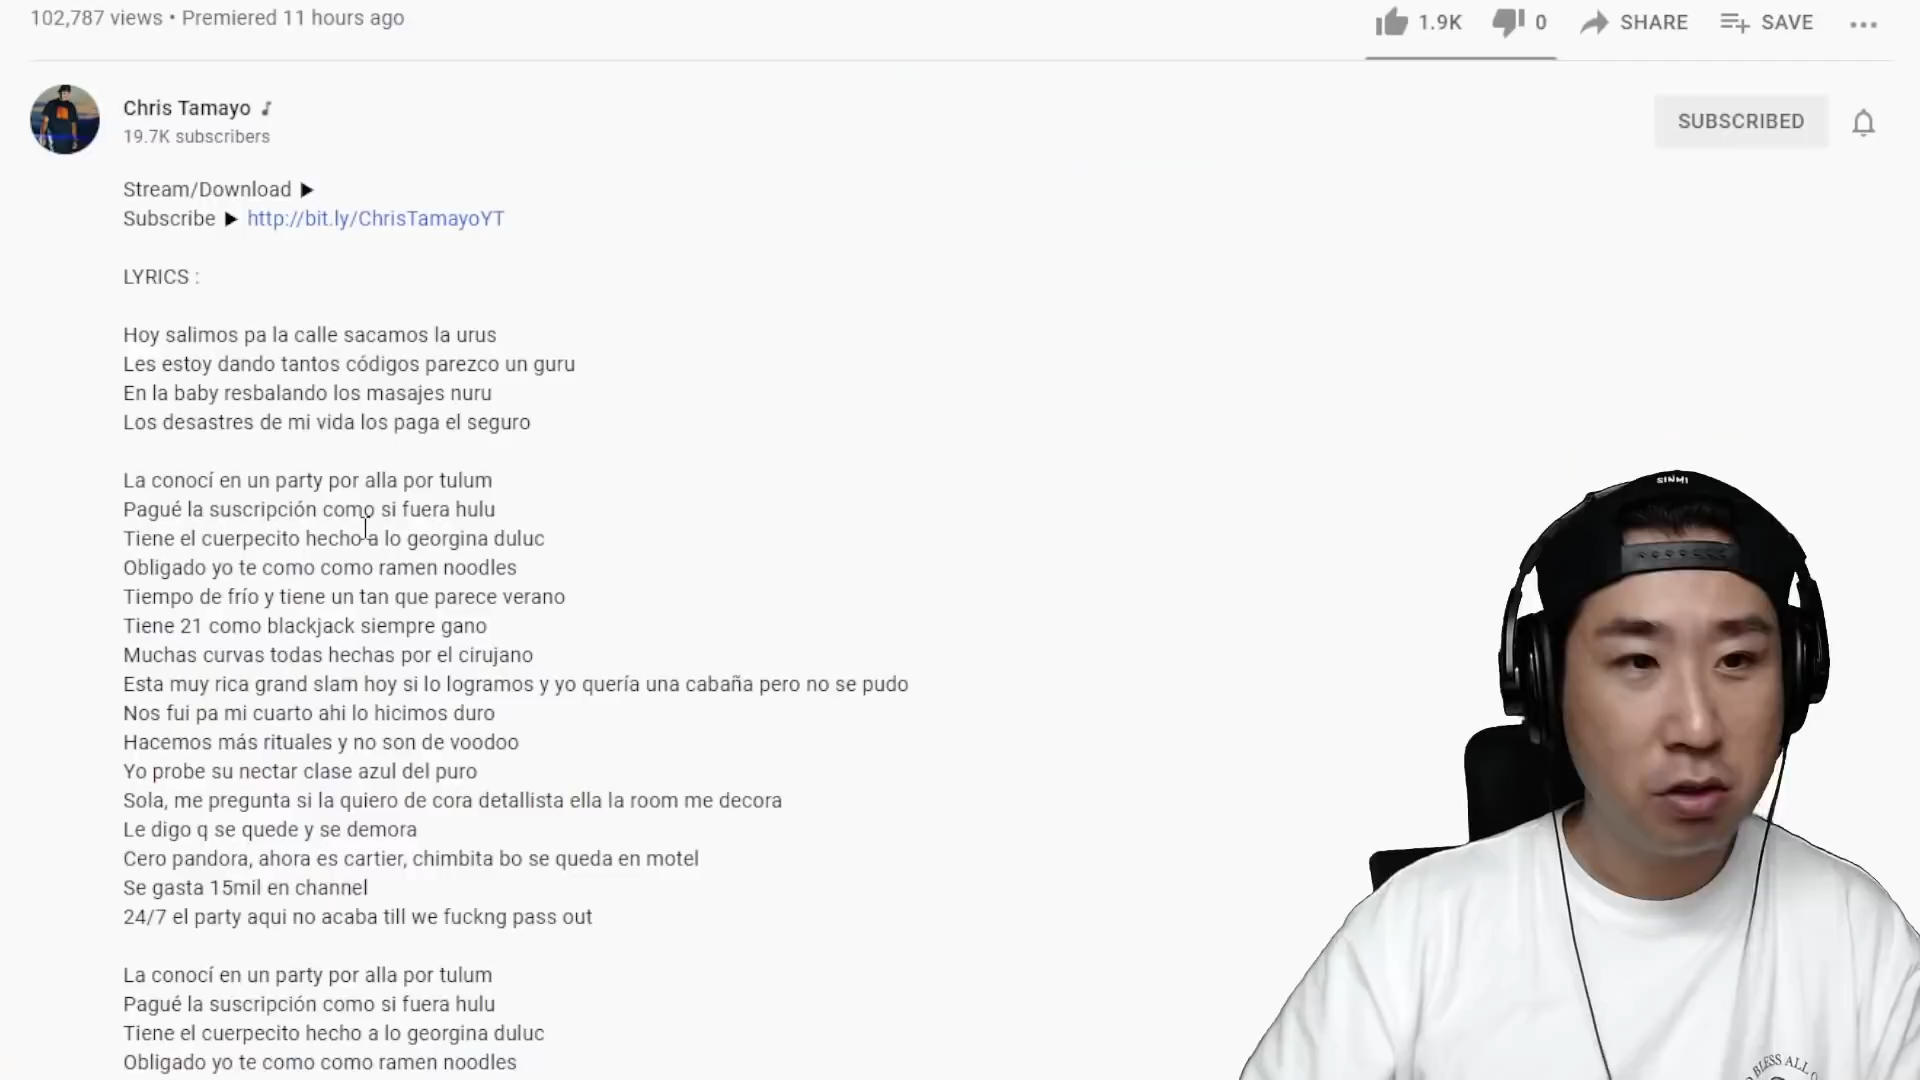 102,787 views • Premiered 11 hours ago
1.9K
0
SHARE
SAVE
Chris Tamayo
19.7K subscribers
SUBSCRIBED
Stream/Download ▶
Subscribe ▶ http://bit.ly/ChrisTamayoYT
LYRICS :
Hoy salimos pa la calle sacamos la urus
Les estoy dando tantos códigos parezco un guru
En la baby resbalando los masajes nuru
Los desastres de mi vida los paga el seguro
La conocí en un party por alla por tulum
Pagué la suscripción como si fuera hulu
Tiene el cuerpecito hecho a lo georgina duluc
Obligado yo te como como ramen noodles
Tiempo de frío y tiene un tan que parece verano
Tiene 21 como blackjack siempre gano
Muchas curvas todas hechas por el cirujano
Esta muy rica grand slam hoy si lo logramos y yo quería una cabaña pero no se pudo
Nos fui pa mi cuarto ahi lo hicimos duro
Hacemos más rituales y no son de voodoo
Yo probe su nectar clase azul del puro
Sola, me pregunta si la quiero de cora detallista ella la room me decora
Le digo q se quede y se demora
Cero pandora, ahora es cartier, chimbita bo se queda en motel
Se gasta 15mil en channel
24/7 el party aqui no acaba till we fuckng pass out
La conocí en un party por alla por tulum
Pagué la suscripción como si fuera hulu
Tiene el cuerpecito hecho a lo georgina duluc
Obligado yo te como como ramen noodles
SINMI
BLESS ALL